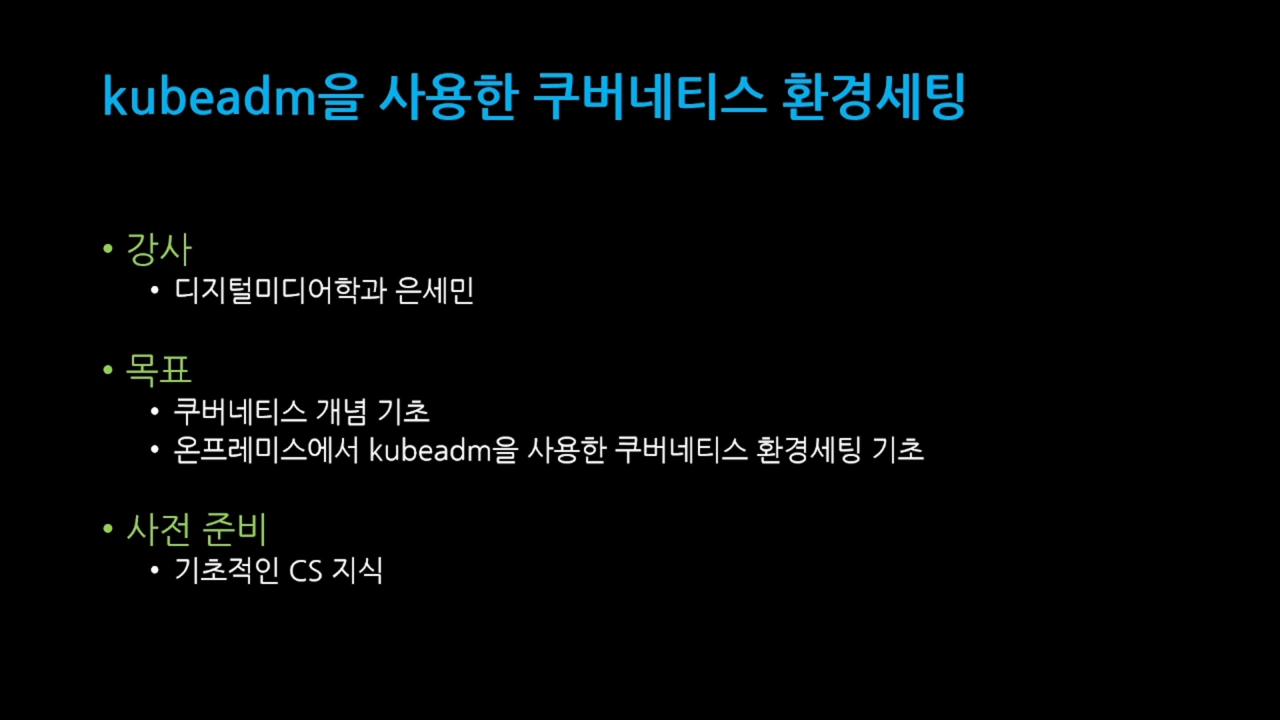 kubeadm을 사용한 쿠버네티스 환경세팅
• 강사
• 디지털미디어학과 은세민
• 목표
• 쿠버네티스 개념 기초
• 온프레미스에서 kubeadm을 사용한 쿠버네티스 환경세팅 기초
• 사전 준비
• 기초적인 CS 지식